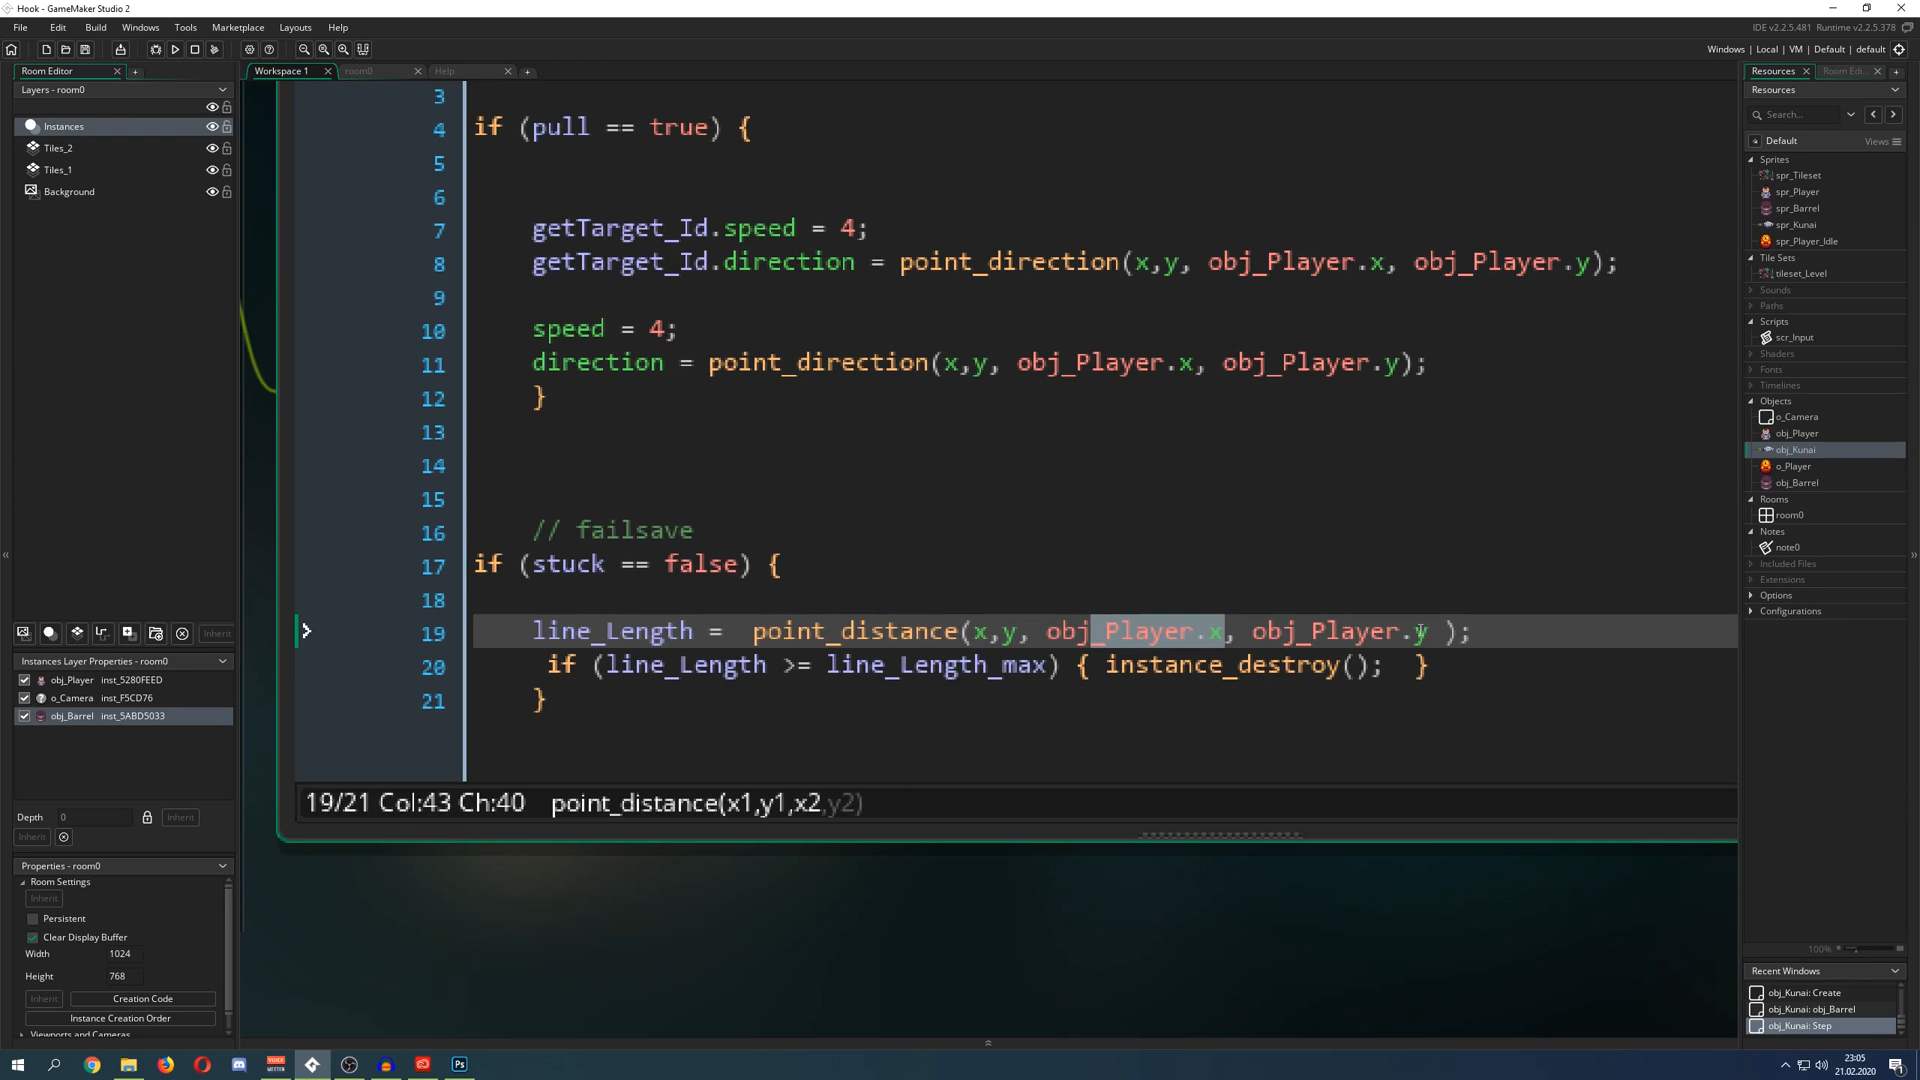 Hook - GameMaker Studio 2
File Edit Build Windows Tools Marketplace Layouts Help
IDE v2.2.5.481 Runtime v2.2.5.378
Windows | Local | VM | Default | default
Room Editor
Layers - room0
Instances
Tiles_2
Tiles_1
Background
Inherit
Instances Layer Properties - room0
obj_Player inst_5280FEED
o_Camera inst_F5CD76
obj_Barrel inst_5ABD5033
Depth 0 Inherit
Inherit
Properties - room0
Room Settings
Inherit
Persistent
Clear Display Buffer
Width 1024
Height 768
Inherit Creation Code
Instance Creation Order
Viewports and Cameras
Workspace 1 room0 Help
3
4 if (pull == true) {
5
6
7 getTarget_Id.speed = 4;
8 getTarget_Id.direction = point_direction(x,y, obj_Player.x, obj_Player.y);
9
10 speed = 4;
11 direction = point_direction(x,y, obj_Player.x, obj_Player.y);
12 }
13
14
15
16 // failsave
17 if (stuck == false) {
18
19 line_Length =  point_distance(x,y, obj_Player.x, obj_Player.y );
20 if (line_Length >= line_Length_max) { instance_destroy();  }
21 }
19/21 Col:43 Ch:40 point_distance(x1,y1,x2,y2)
Resources Room Edi...
Resources
Search...
Default Views
Sprites
spr_Tileset
spr_Player
spr_Barrel
spr_Kunai
spr_Player_Idle
Tile Sets
tileset_Level
Sounds
Paths
Scripts
scr_Input
Shaders
Fonts
Timelines
Objects
o_Camera
obj_Player
obj_Kunai
o_Player
obj_Barrel
Rooms
room0
Notes
note0
Included Files
Extensions
Options
Configurations
100%
Recent Windows
obj_Kunai: Create
obj_Kunai: obj_Barrel
obj_Kunai: Step
Ps
23:05
21.02.2020